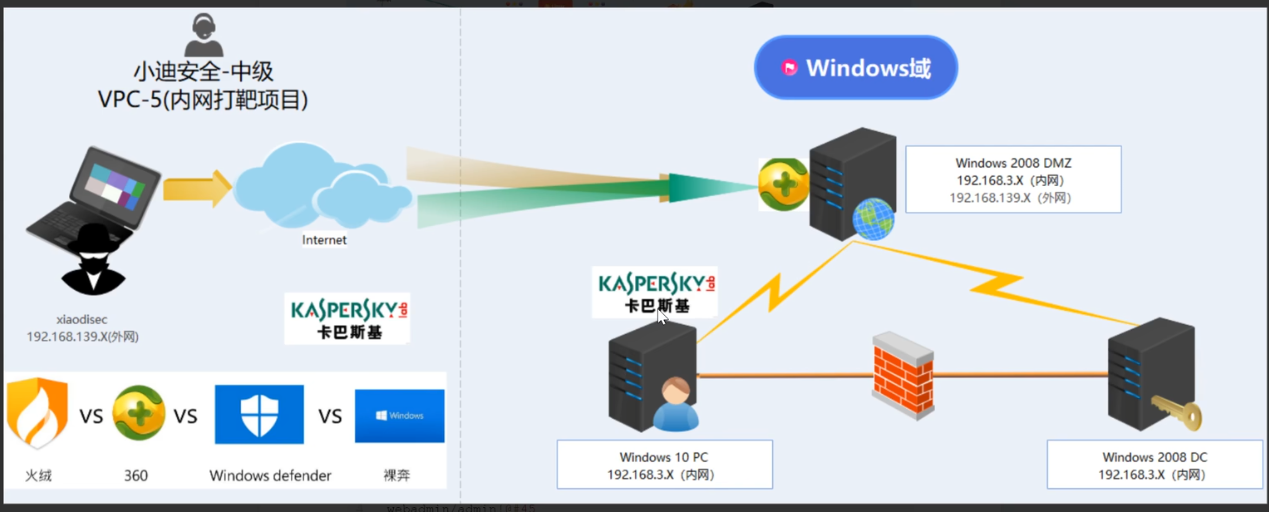 小迪安全-中级
VPC-5(内网打靶项目)
Windows域
Windows 2008 DMZ
192.168.3.X（内网）
192.168.139.X（外网）
Internet
xiaodisec
192.168.139.X(外网)
KASPERSKY lab
卡巴斯基
KASPERSKY lab
卡巴斯基
VS VS VS Windows
火绒 360 Windows defender 裸奔
Windows 10 PC
192.168.3.X（内网）
Windows 2008 DC
192.168.3.X（内网）